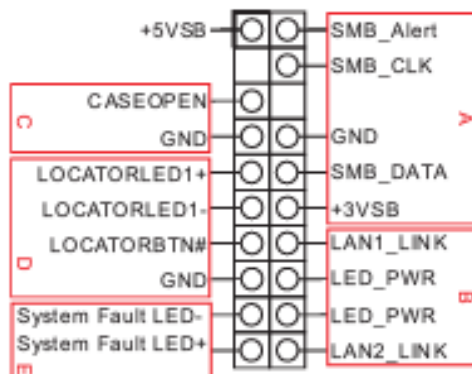 +5VSB SMB_Alert
SMB_CLK
CASEOPEN
GND GND
LOCATORLED1+ SMB_DATA
LOCATORLED1- +3VSB
LOCATORBTN# LAN1_LINK
GND LED_PWR
System Fault LED- LED_PWR
System Fault LED+ LAN2_LINK
A
B
C
D
E